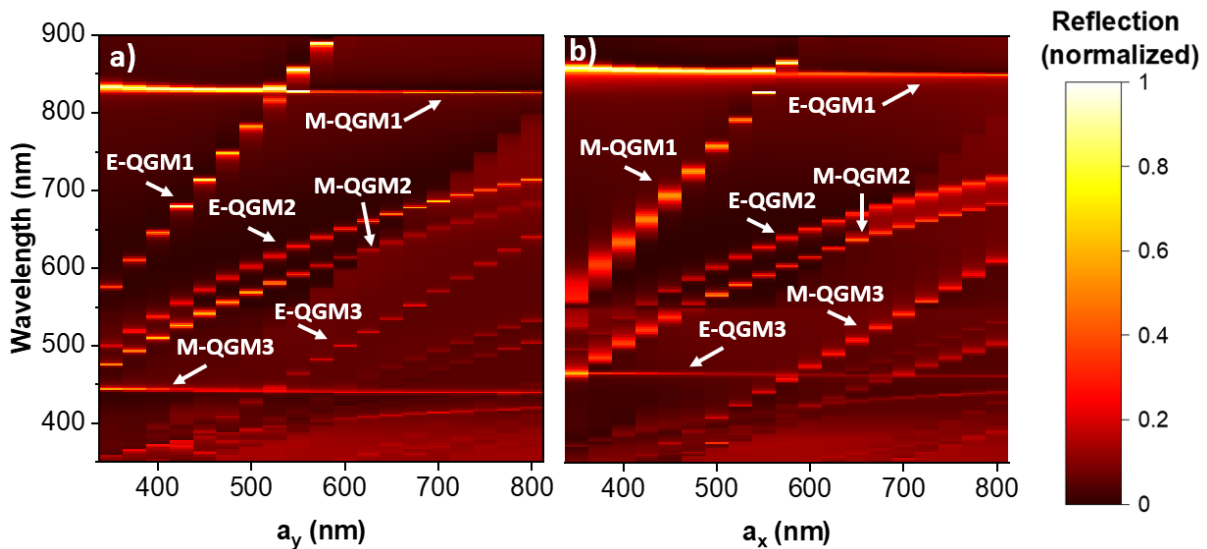 a)
900
800
700
600
500
400
Wavelength (nm)
M-QGM1
E-QGM1
M-QGM2
E-QGM2
E-QGM3
M-QGM3
400 500 600 700 800
a_y (nm)
b)
E-QGM1
M-QGM1
M-QGM2
E-QGM2
M-QGM3
E-QGM3
400 500 600 700 800
a_x (nm)
Reflection
(normalized)
1
0.8
0.6
0.4
0.2
0